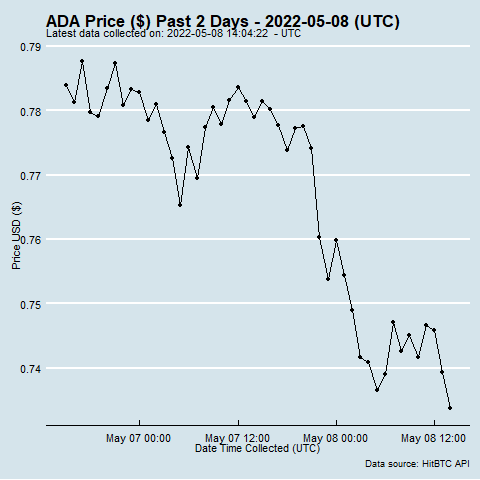 ADA Price ($) Past 2 Days - 2022-05-08 (UTC)
Latest data collected on: 2022-05-08 14:04:22  - UTC
0.79
0.78
0.77
0.76
0.75
0.74
Price USD ($)
May 07 00:00
May 07 12:00
May 08 00:00
May 08 12:00
Date Time Collected (UTC)
Data source: HitBTC API